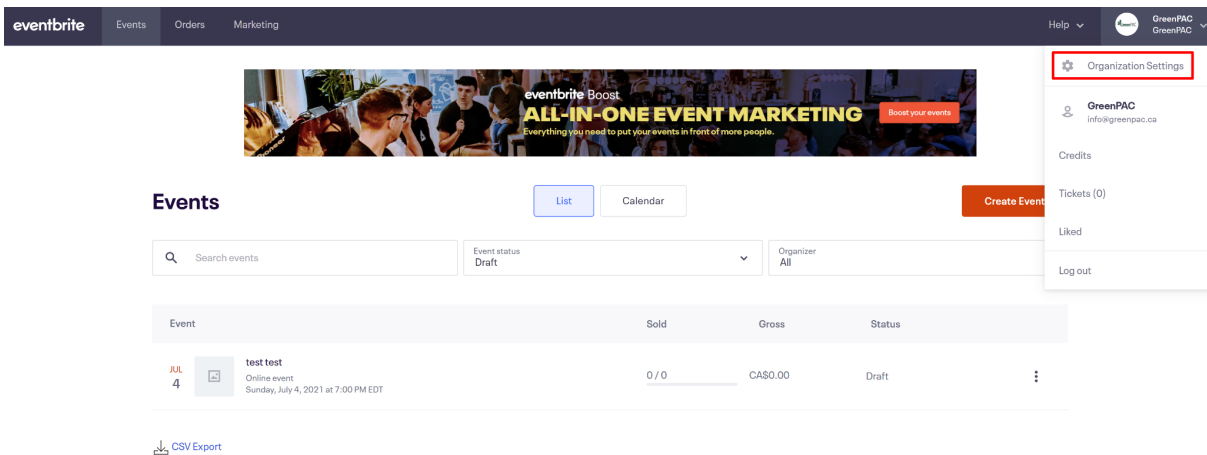 eventbrite Events Orders Marketing Help GreenPAC
GreenPAC
Organization Settings
GreenPAC
info@greenpac.ca
Credits
Tickets (0)
Liked
Log out
eventbrite Boost
ALL-IN-ONE EVENT MARKETING
Everything you need to put your events in front of more people.
Boost your events
Events List Calendar Create Event
Search events
Event status
Draft
Organizer
All
Event Sold Gross Status
JUL
4
test test
Online event
Sunday, July 4, 2021 at 7:00 PM EDT
0 / 0 CA$0.00 Draft
CSV Export